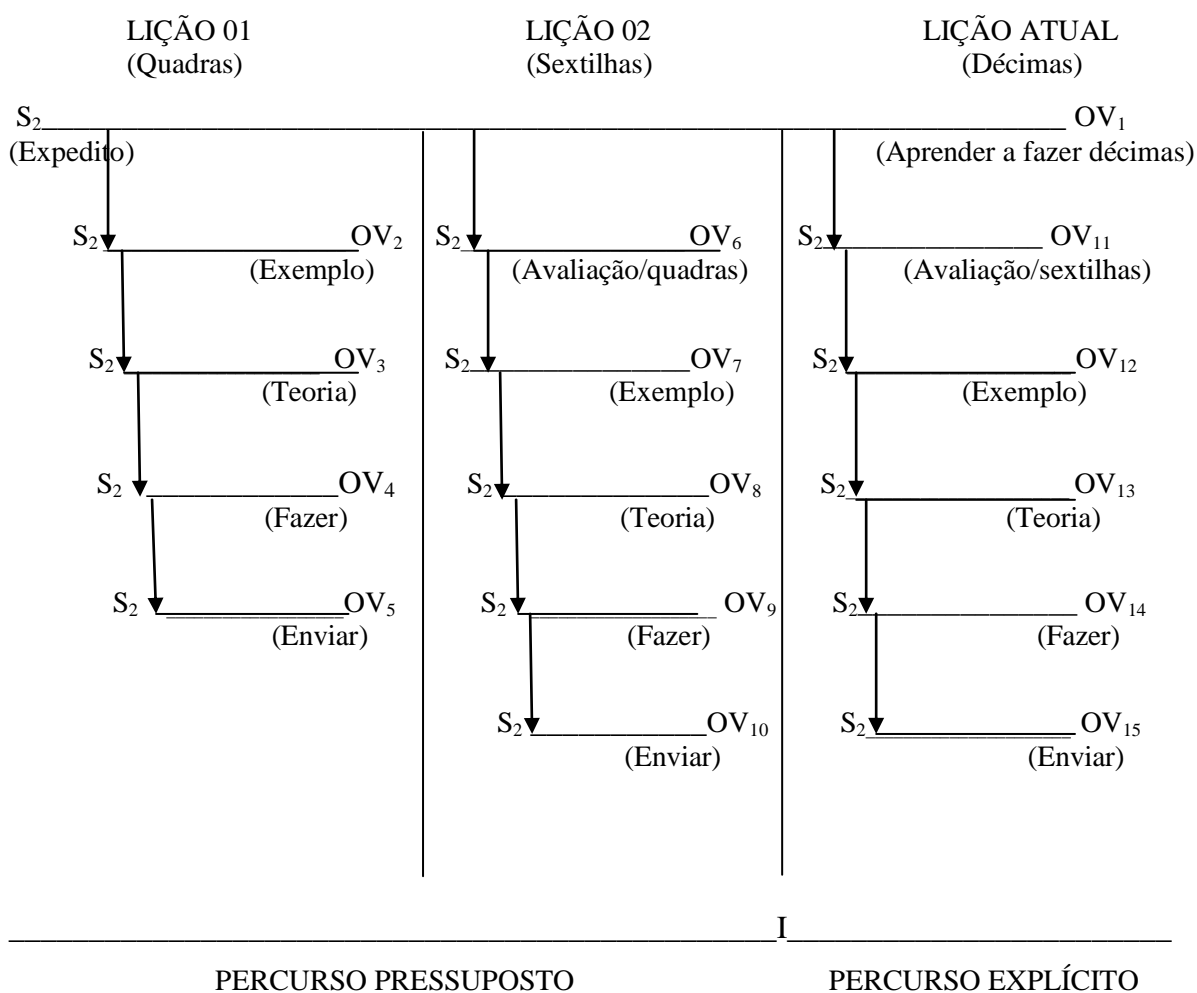 LIÇÃO 01 LIÇÃO 02 LIÇÃO ATUAL
(Quadras) (Sextilhas) (Décimas)
S₂ OV₁
(Expedito) (Aprender a fazer décimas)
S₂ OV₂ S₂ OV₆ S₂ OV₁₁
(Exemplo) (Avaliação/quadras) (Avaliação/sextilhas)
S₂ OV₃ S₂ OV₇ S₂ OV₁₂
(Teoria) (Exemplo) (Exemplo)
S₂ OV₄ S₂ OV₈ S₂ OV₁₃
(Fazer) (Teoria) (Teoria)
S₂ OV₅ S₂ OV₉ S₂ OV₁₄
(Enviar) (Fazer) (Fazer)
S₂ OV₁₀ S₂ OV₁₅
(Enviar) (Enviar)
I
PERCURSO PRESSUPOSTO PERCURSO EXPLÍCITO